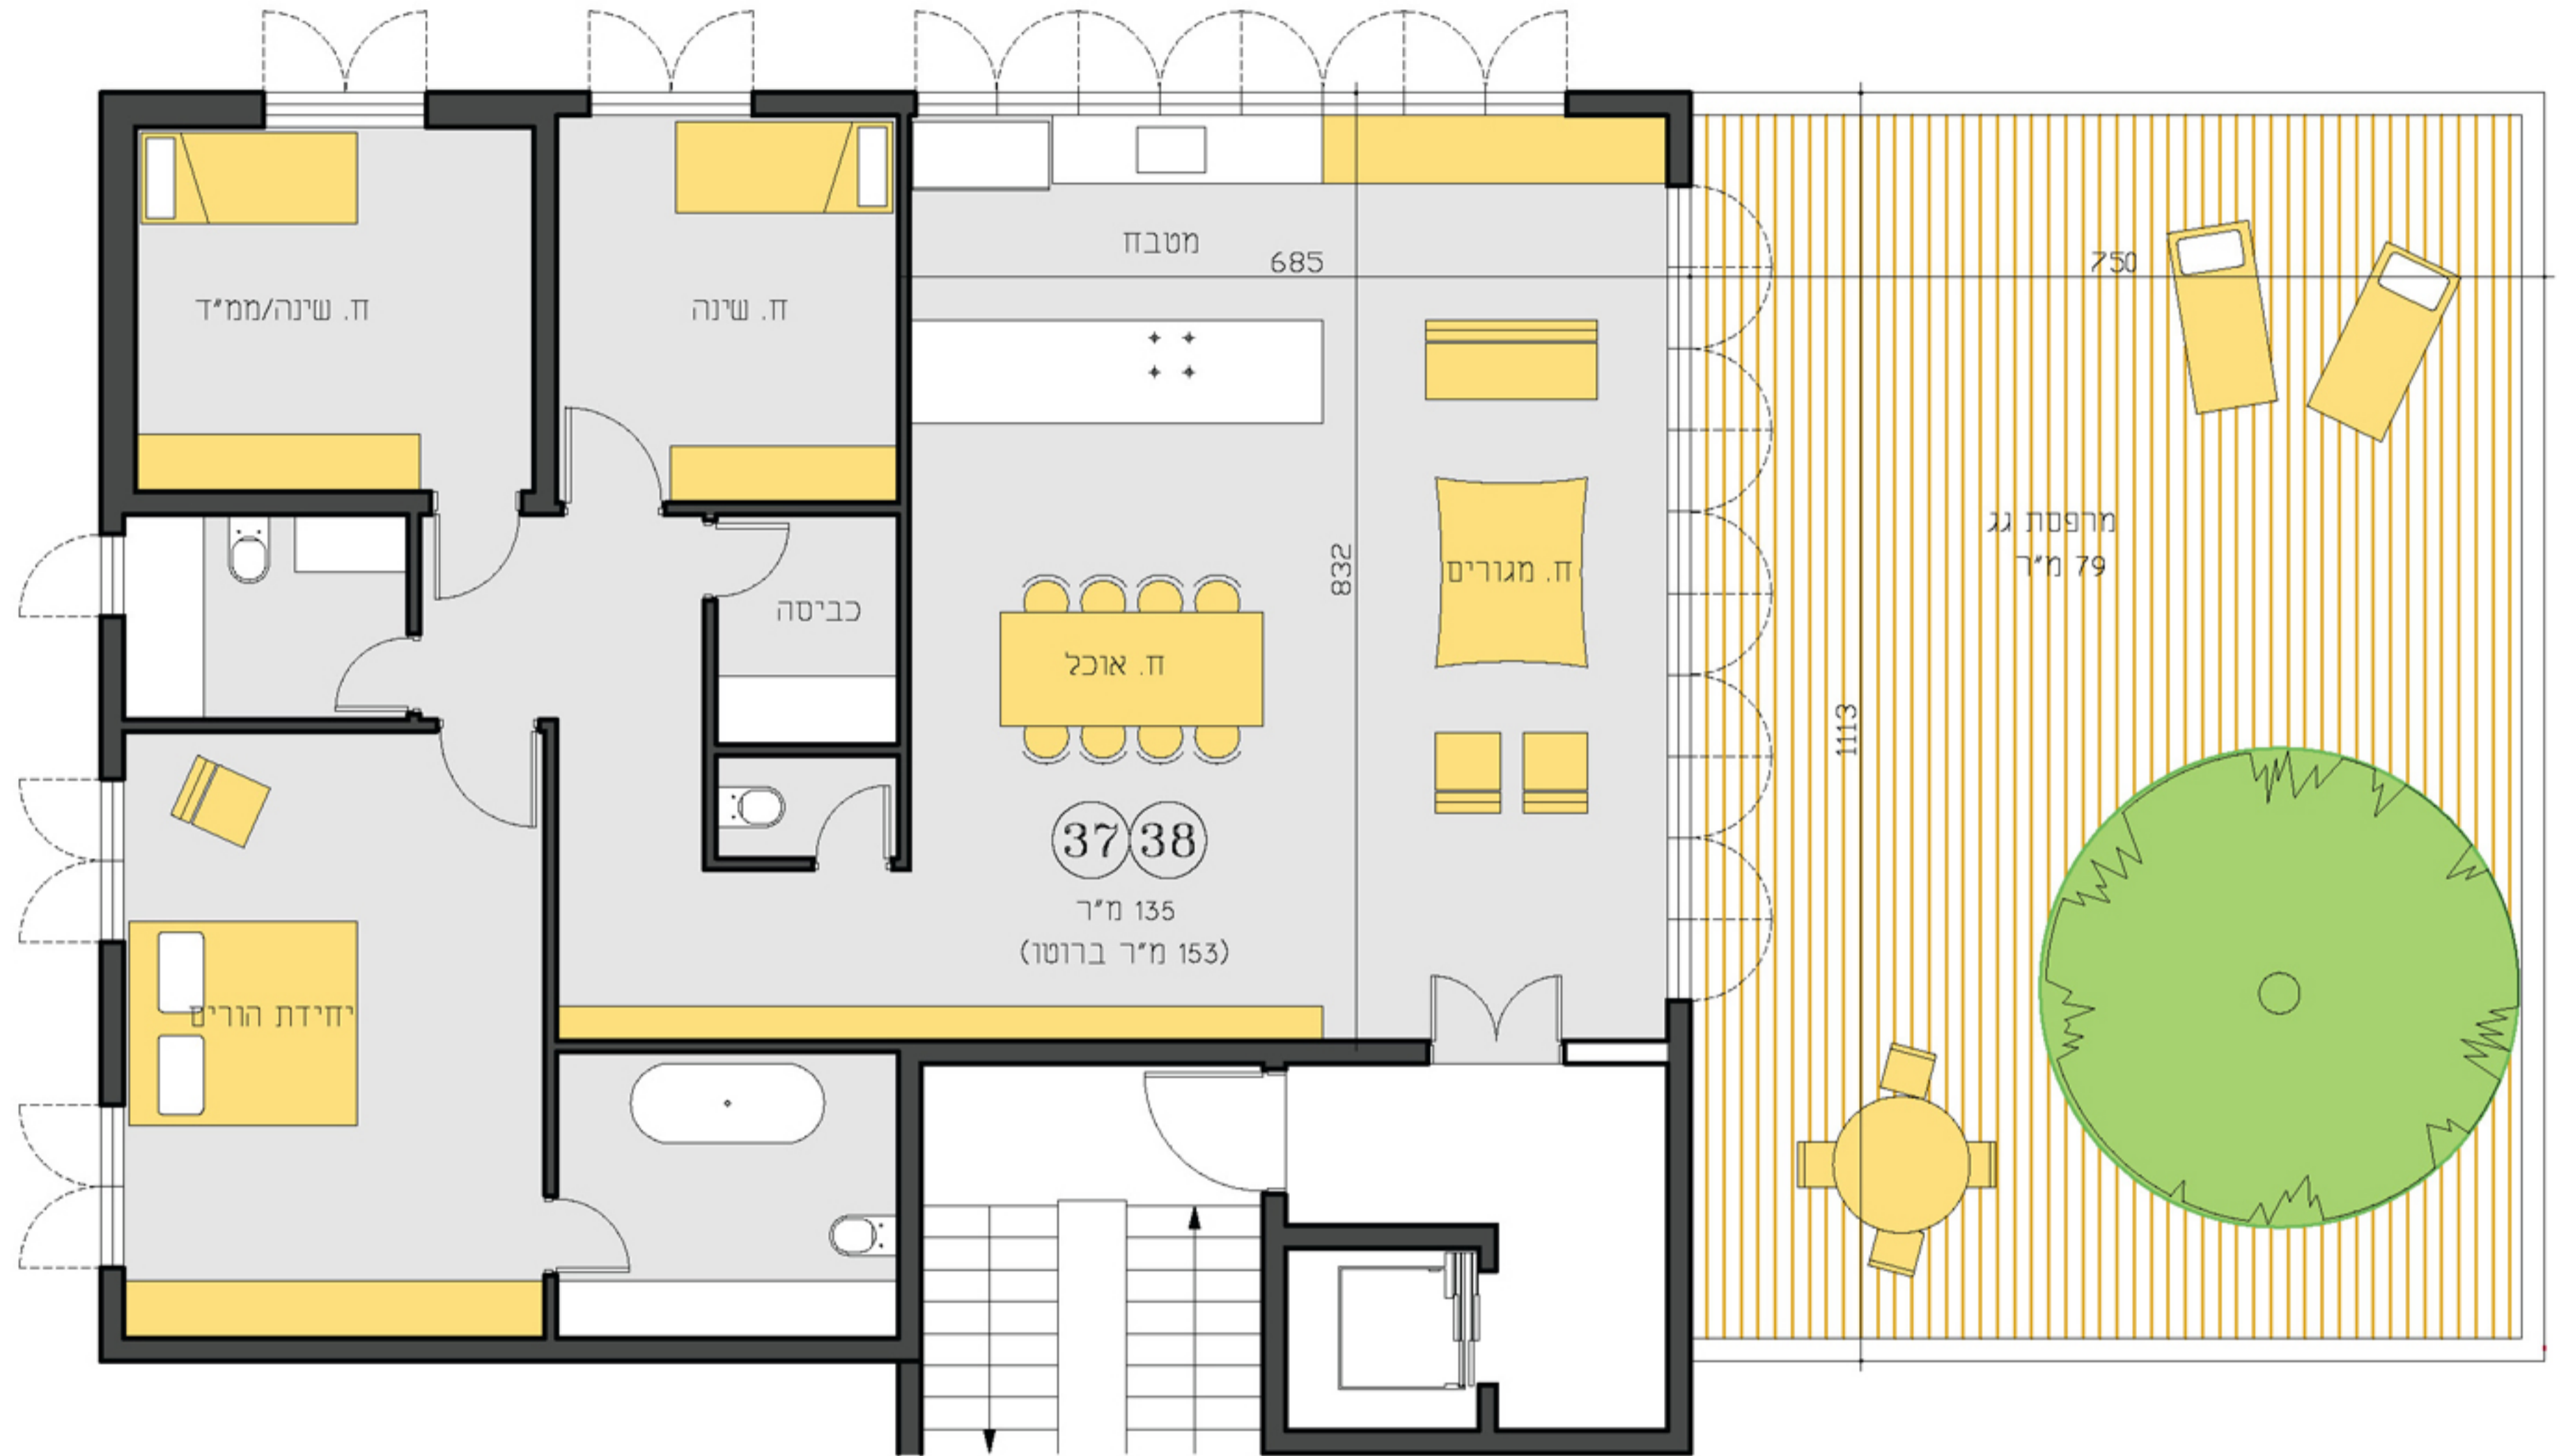 מטבח
685
750
ח. שינה/ממ"ד
ח. שינה
מרפסת גג
79 מ"ר
ח. מגורים
832
כביסה
ח. אוכל
1113
37 38
135 מ"ר
(153 מ"ר ברוטו)
יחידת הורים